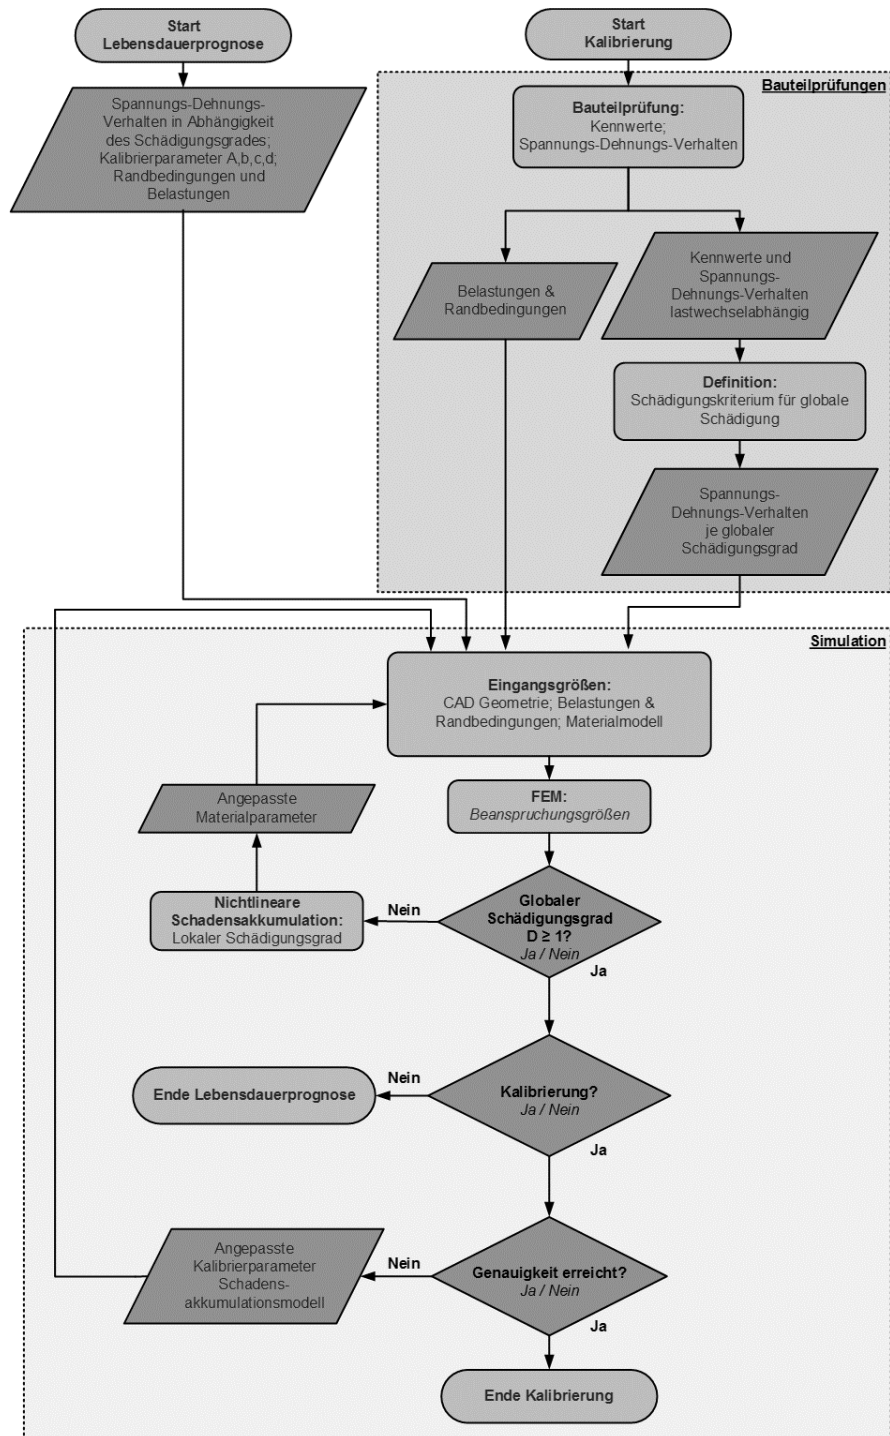 Start
Lebensdauerprognose
Start
Kalibrierung
Spannungs-Dehnungs-
Verhalten in Abhängigkeit
des Schädigungsgrades;
Kalibrierparameter A,b,c,d;
Randbedingungen und
Belastungen
Bauteilprüfungen
Bauteilprüfung:
Kennwerte;
Spannungs-Dehnungs-Verhalten
Belastungen &
Randbedingungen
Kennwerte und
Spannungs-
Dehnungs-Verhalten
lastwechselabhängig
Definition:
Schädigungskriterium für globale
Schädigung
Spannungs-
Dehnungs-Verhalten
je globaler
Schädigungsgrad
Simulation
Eingangsgrößen:
CAD Geometrie; Belastungen &
Randbedingungen; Materialmodell
Angepasste
Materialparameter
FEM:
Beanspruchungsgrößen
Nichtlineare
Schadensakkumulation:
Lokaler Schädigungsgrad
Nein
Globaler
Schädigungsgrad
D ≥ 1?
Ja / Nein
Ja
Ende Lebensdauerprognose
Nein
Kalibrierung?
Ja / Nein
Ja
Angepasste
Kalibrierparameter
Schadens-
akkumulationsmodell
Nein
Genauigkeit erreicht?
Ja / Nein
Ja
Ende Kalibrierung